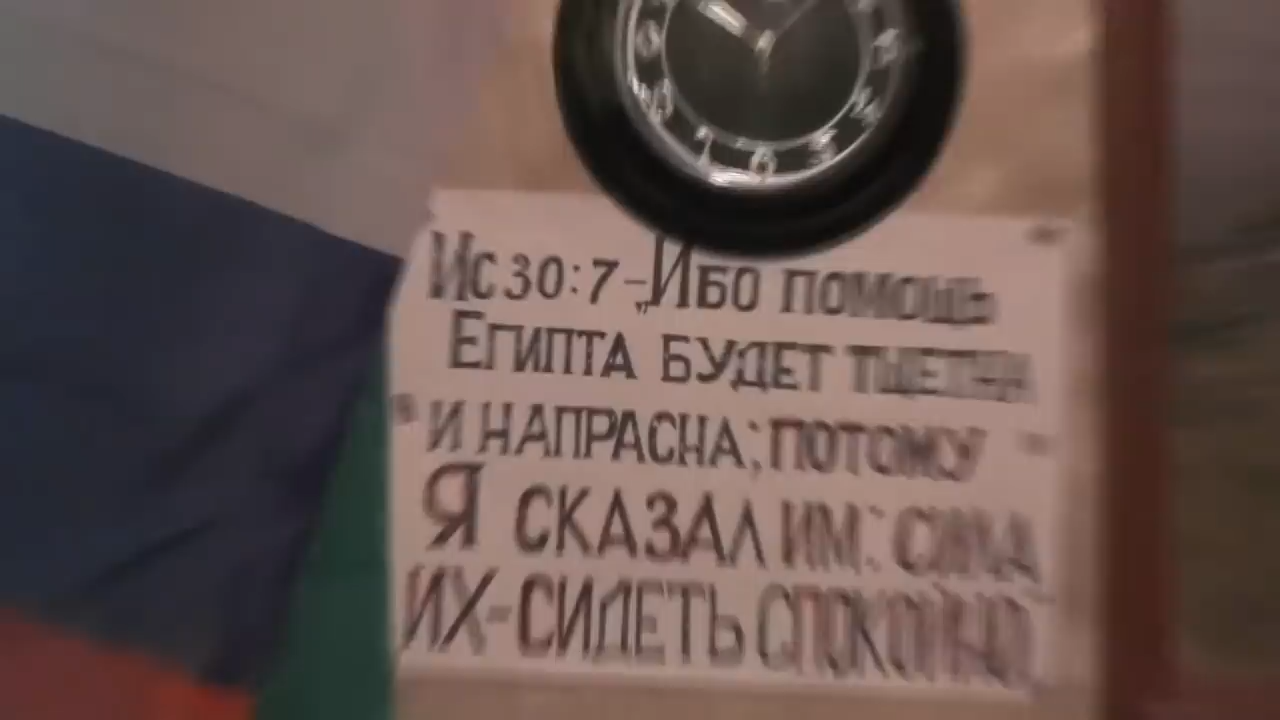 Ис 30:7 - „Ибо помощь
Египта будет тщетна
и напрасна; потому
Я сказал им: сила
их - сидеть спокойно."